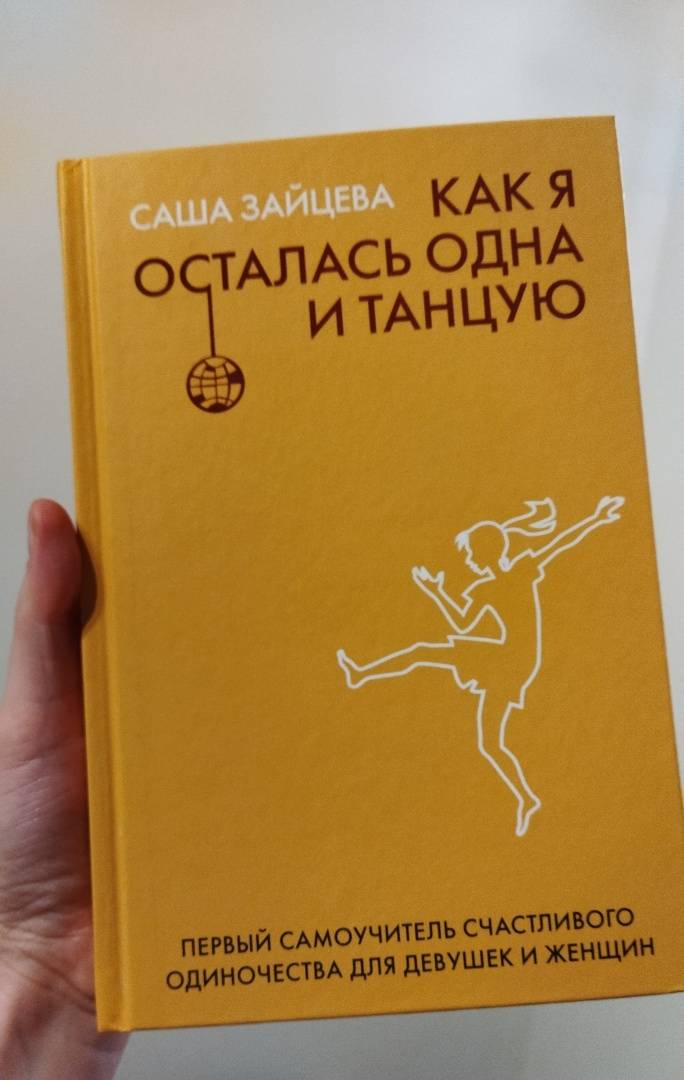 САША ЗАЙЦЕВА КАК Я
ОСТАЛАСЬ ОДНА
И ТАНЦУЮ
ПЕРВЫЙ САМОУЧИТЕЛЬ СЧАСТЛИВОГО
ОДИНОЧЕСТВА ДЛЯ ДЕВУШЕК И ЖЕНЩИН